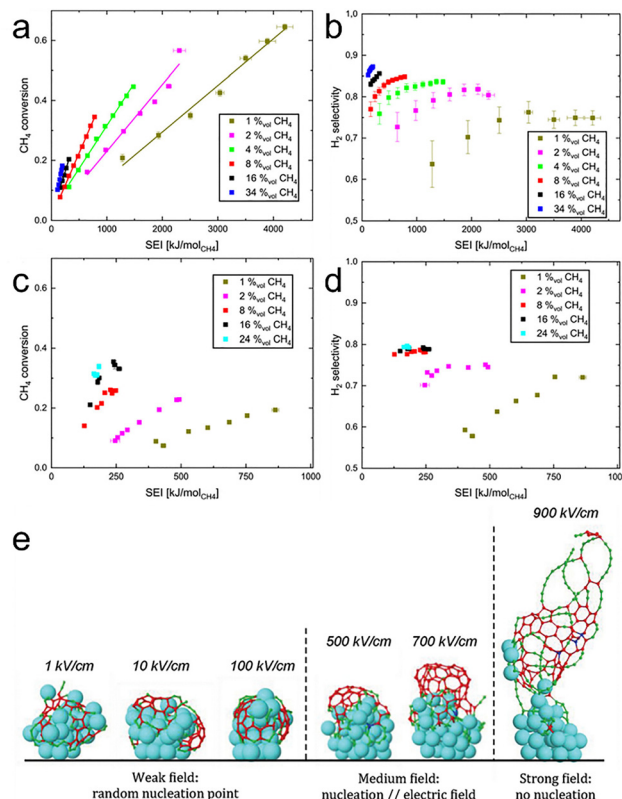 a
CH4 conversion
0.6
0.4
0.2
0.0
0 1000 2000 3000 4000
SEI [kJ/molCH4]
1 %vol CH4
2 %vol CH4
4 %vol CH4
8 %vol CH4
16 %vol CH4
34 %vol CH4
b
H2 selectivity
0,9
0,8
0,7
0,6
0,5
0 1000 2000 3000 4000
SEI [kJ/molCH4]
1 %vol CH4
2 %vol CH4
4 %vol CH4
8 %vol CH4
16 %vol CH4
34 %vol CH4
c
CH4 conversion
0.6
0.4
0.2
0.0
0 250 500 750 1000
SEI [kJ/molCH4]
1 %vol CH4
2 %vol CH4
8 %vol CH4
16 %vol CH4
24 %vol CH4
d
H2 selectivity
0.9
0.8
0.7
0.6
0.5
0 250 500 750 1000
SEI [kJ/molCH4]
1 %vol CH4
2 %vol CH4
8 %vol CH4
16 %vol CH4
24 %vol CH4
e
900 kV/cm
500 kV/cm 700 kV/cm
1 kV/cm 10 kV/cm 100 kV/cm
Weak field:
random nucleation point
Medium field:
nucleation // electric field
Strong field:
no nucleation